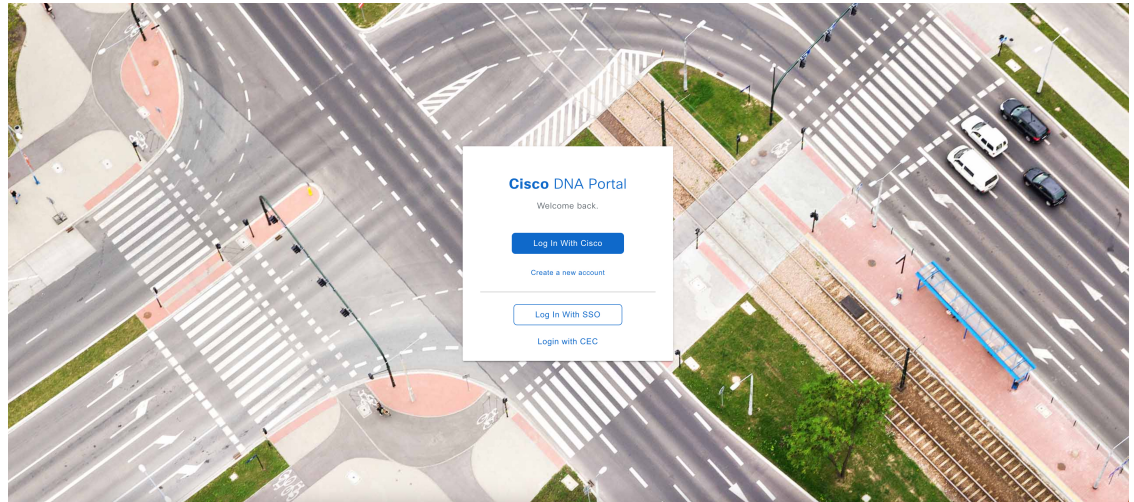 Cisco DNA Portal
Welcome back.
Log In With Cisco
Create a new account
Log In With SSO
Login with CEC